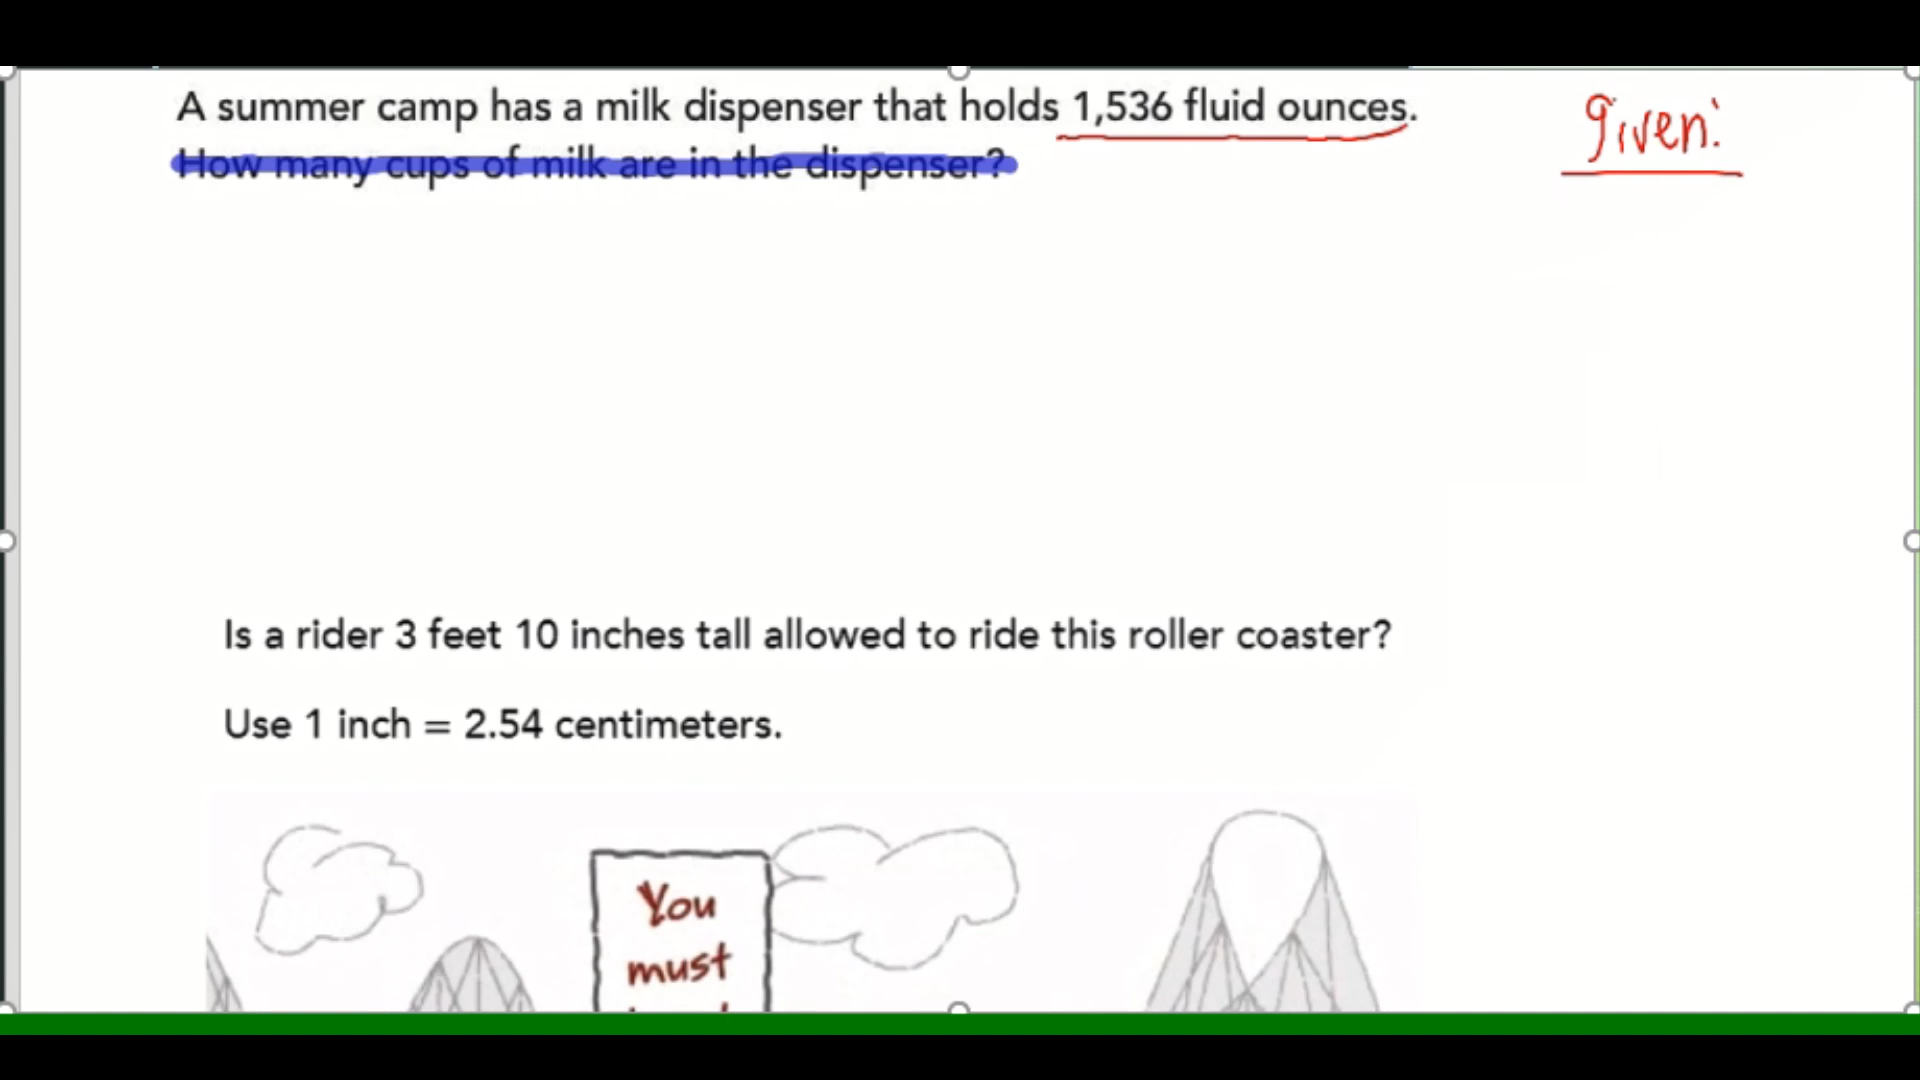 A summer camp has a milk dispenser that holds 1,536 fluid ounces.
given:
How many cups of milk are in the dispenser?
Is a rider 3 feet 10 inches tall allowed to ride this roller coaster?
Use 1 inch = 2.54 centimeters.
You
must